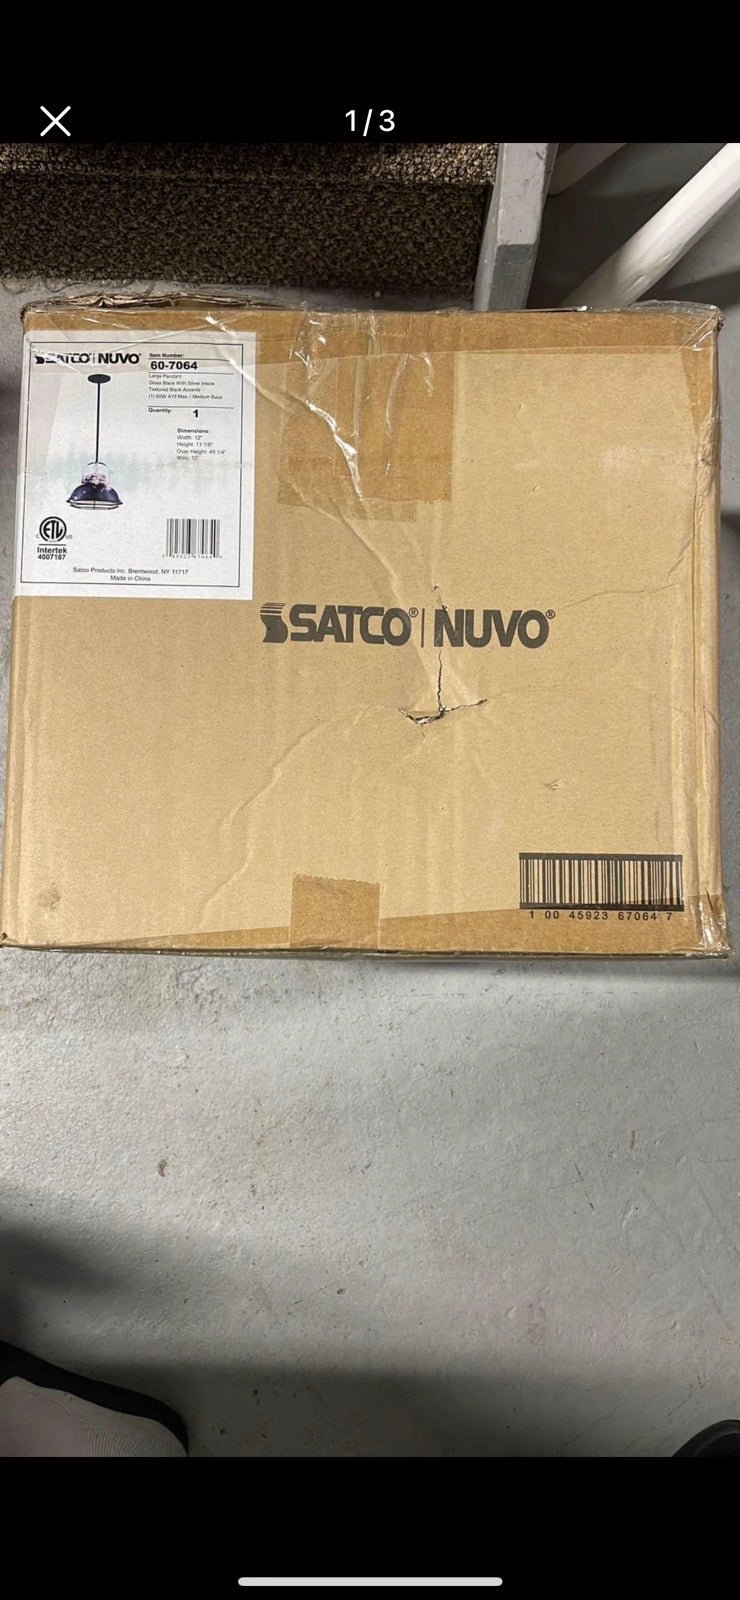 1/3
SATCO | NUVO®
Item Number:
60-7064
Large Pendant
Gloss Black With Silver Inside
Textured Black Accents
(1) 60W A19 Max. / Medium Base
Quantity: 1
Dimensions:
Width: 12"
Height: 11 1/8"
Over Height: 49 1/4"
Wire: 12'
C ETL US
Intertek
4007187
Satco Products Inc. Brentwood, NY 11717
Made in China
SATCO® | NUVO®
1 00 45923 67064 7